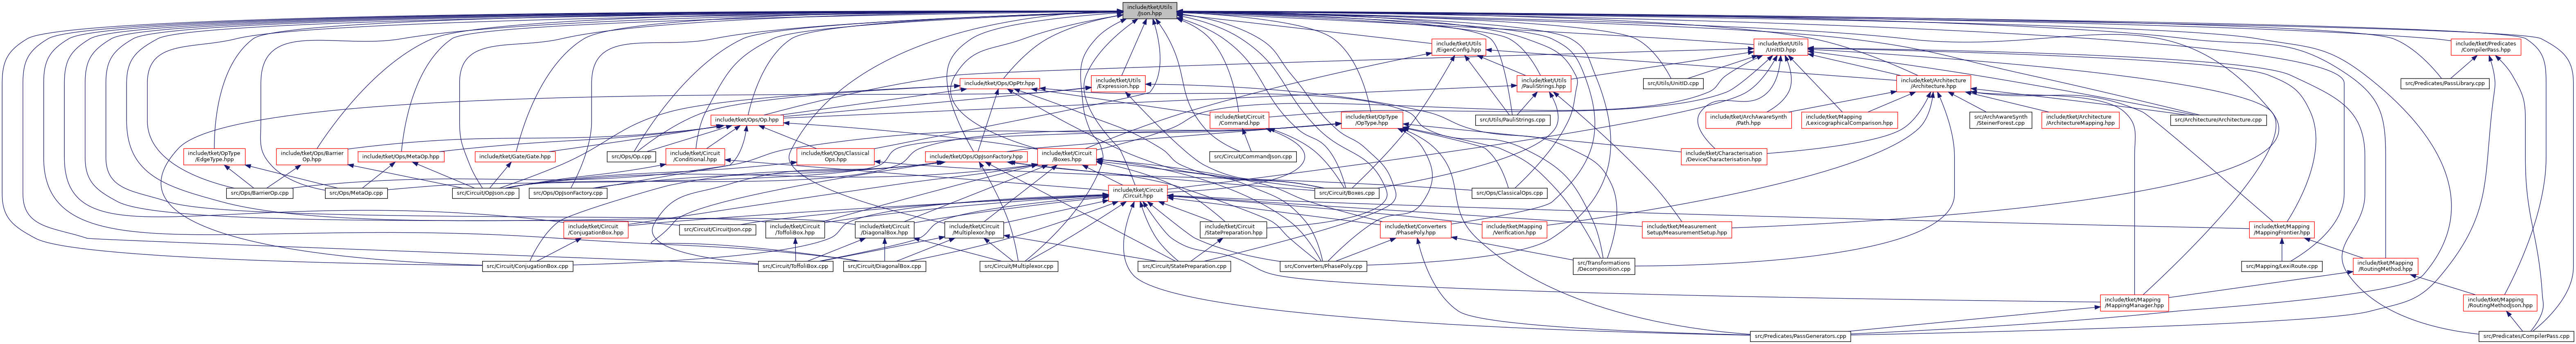 include/tket/Utils
/Json.hpp
include/tket/Utils
/EigenConfig.hpp
include/tket/Utils
/UnitID.hpp
include/tket/Predicates
/CompilerPass.hpp
include/tket/Ops/OpPtr.hpp
include/tket/Utils
/Expression.hpp
include/tket/Utils
/PauliStrings.hpp
src/Utils/UnitID.cpp
include/tket/Architecture
/Architecture.hpp
src/Predicates/PassLibrary.cpp
include/tket/Ops/Op.hpp
include/tket/Circuit
/Command.hpp
include/tket/OpType
/OpType.hpp
src/Utils/PauliStrings.cpp
include/tket/ArchAwareSynth
/Path.hpp
include/tket/Mapping
/LexicographicalComparison.hpp
src/ArchAwareSynth
/SteinerForest.cpp
include/tket/Architecture
/ArchitectureMapping.hpp
src/Architecture/Architecture.cpp
include/tket/OpType
/EdgeType.hpp
include/tket/Ops/Barrier
Op.hpp
include/tket/Ops/MetaOp.hpp
include/tket/Gate/Gate.hpp
src/Ops/Op.cpp
include/tket/Circuit
/Conditional.hpp
include/tket/Ops/Classical
Ops.hpp
include/tket/Ops/OpJsonFactory.hpp
include/tket/Circuit
/Boxes.hpp
src/Circuit/CommandJson.cpp
include/tket/Characterisation
/DeviceCharacterisation.hpp
src/Ops/BarrierOp.cpp
src/Ops/MetaOp.cpp
src/Circuit/OpJson.cpp
src/Ops/OpJsonFactory.cpp
include/tket/Circuit
/Circuit.hpp
src/Circuit/Boxes.cpp
src/Ops/ClassicalOps.cpp
include/tket/Circuit
/ConjugationBox.hpp
src/Circuit/CircuitJson.cpp
include/tket/Circuit
/ToffoliBox.hpp
include/tket/Circuit
/DiagonalBox.hpp
include/tket/Circuit
/Multiplexor.hpp
include/tket/Circuit
/StatePreparation.hpp
include/tket/Converters
/PhasePoly.hpp
include/tket/Mapping
/Verification.hpp
include/tket/Measurement
Setup/MeasurementSetup.hpp
include/tket/Mapping
/MappingFrontier.hpp
src/Circuit/ConjugationBox.cpp
src/Circuit/ToffoliBox.cpp
src/Circuit/DiagonalBox.cpp
src/Circuit/Multiplexor.cpp
src/Circuit/StatePreparation.cpp
src/Converters/PhasePoly.cpp
src/Transformations
/Decomposition.cpp
src/Mapping/LexiRoute.cpp
include/tket/Mapping
/RoutingMethod.hpp
include/tket/Mapping
/MappingManager.hpp
include/tket/Mapping
/RoutingMethodJson.hpp
src/Predicates/PassGenerators.cpp
src/Predicates/CompilerPass.cpp